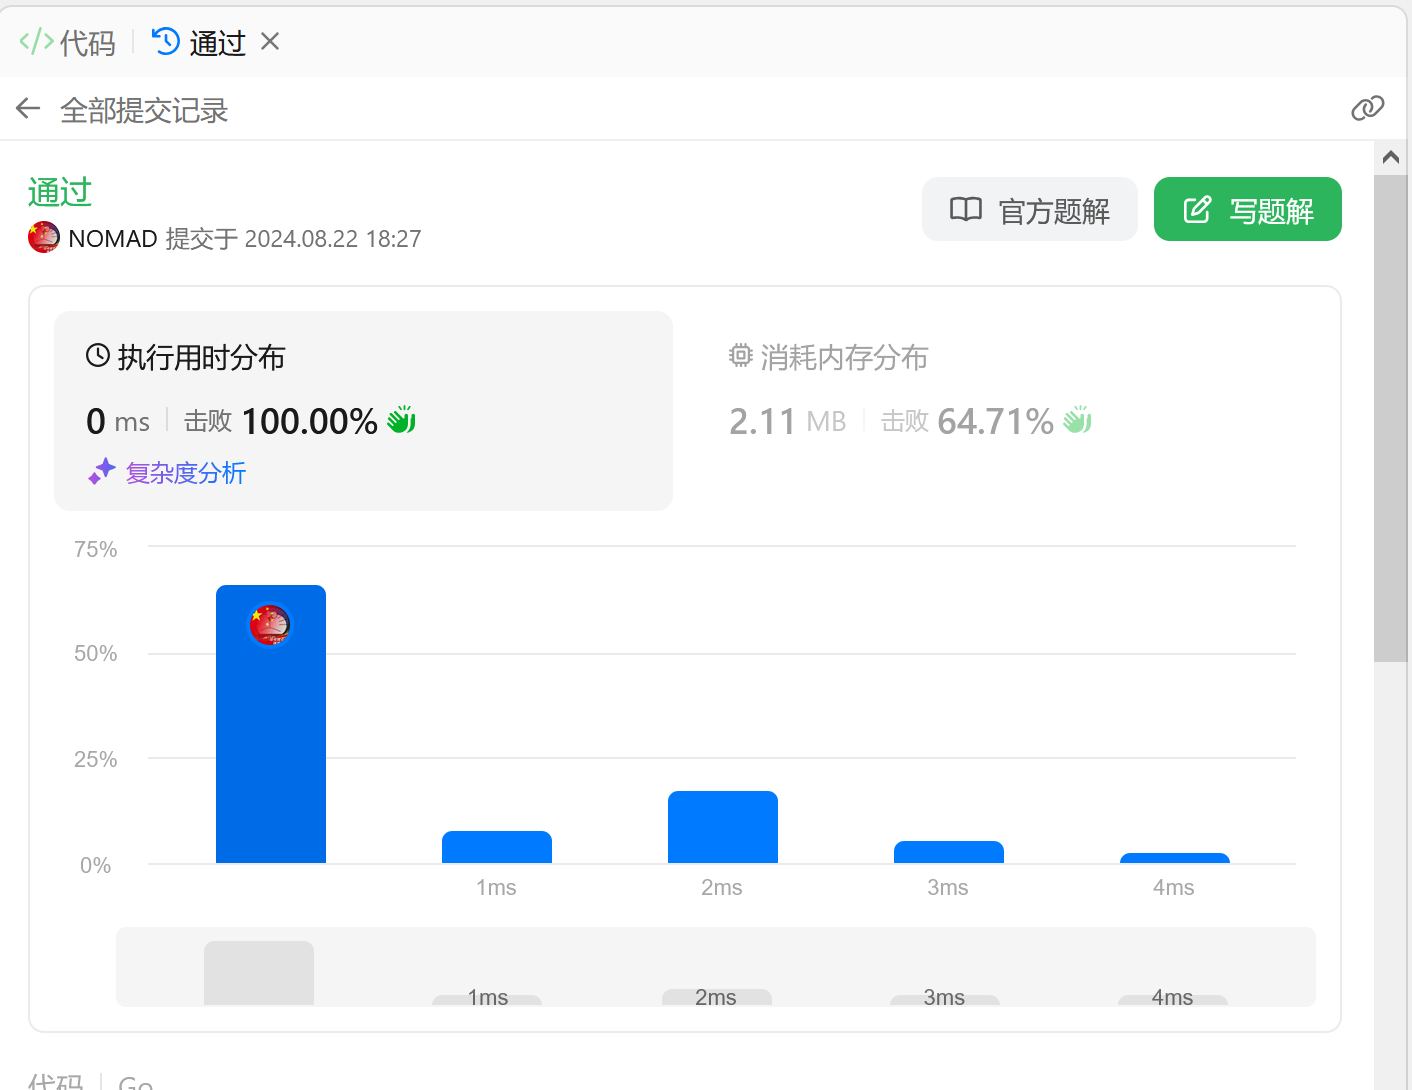 代码 通过
全部提交记录
通过
官方题解 写题解
NOMAD 提交于 2024.08.22 18:27
执行用时分布
0 ms 击败 100.00%
复杂度分析
消耗内存分布
2.11 MB 击败 64.71%
75%
50%
25%
0%
1ms 2ms 3ms 4ms
1ms 2ms 3ms 4ms
代码 Go